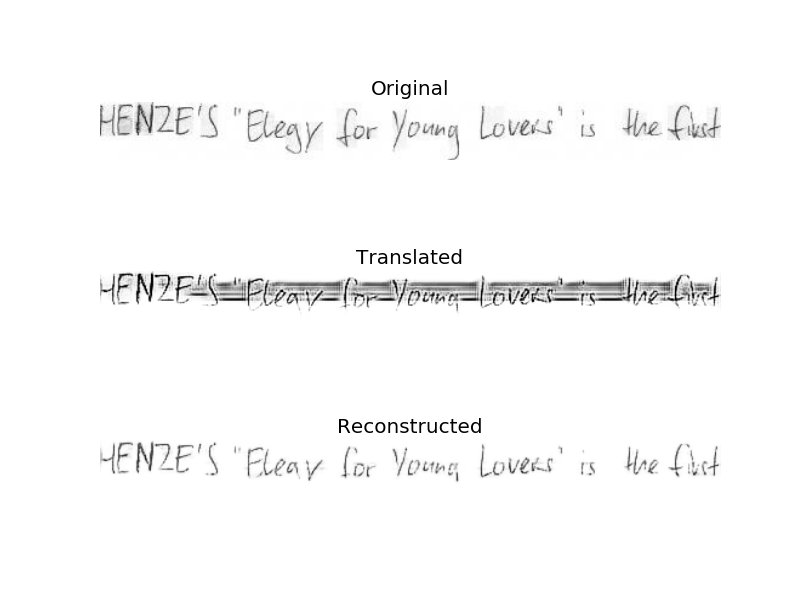 Original
HENZE'S "Elegy for Young Lovers" is the first
Translated
HENZE'S "Elegy for Young Lovers" is the first
Reconstructed
HENZE'S "Elegy for Young Lovers" is the first